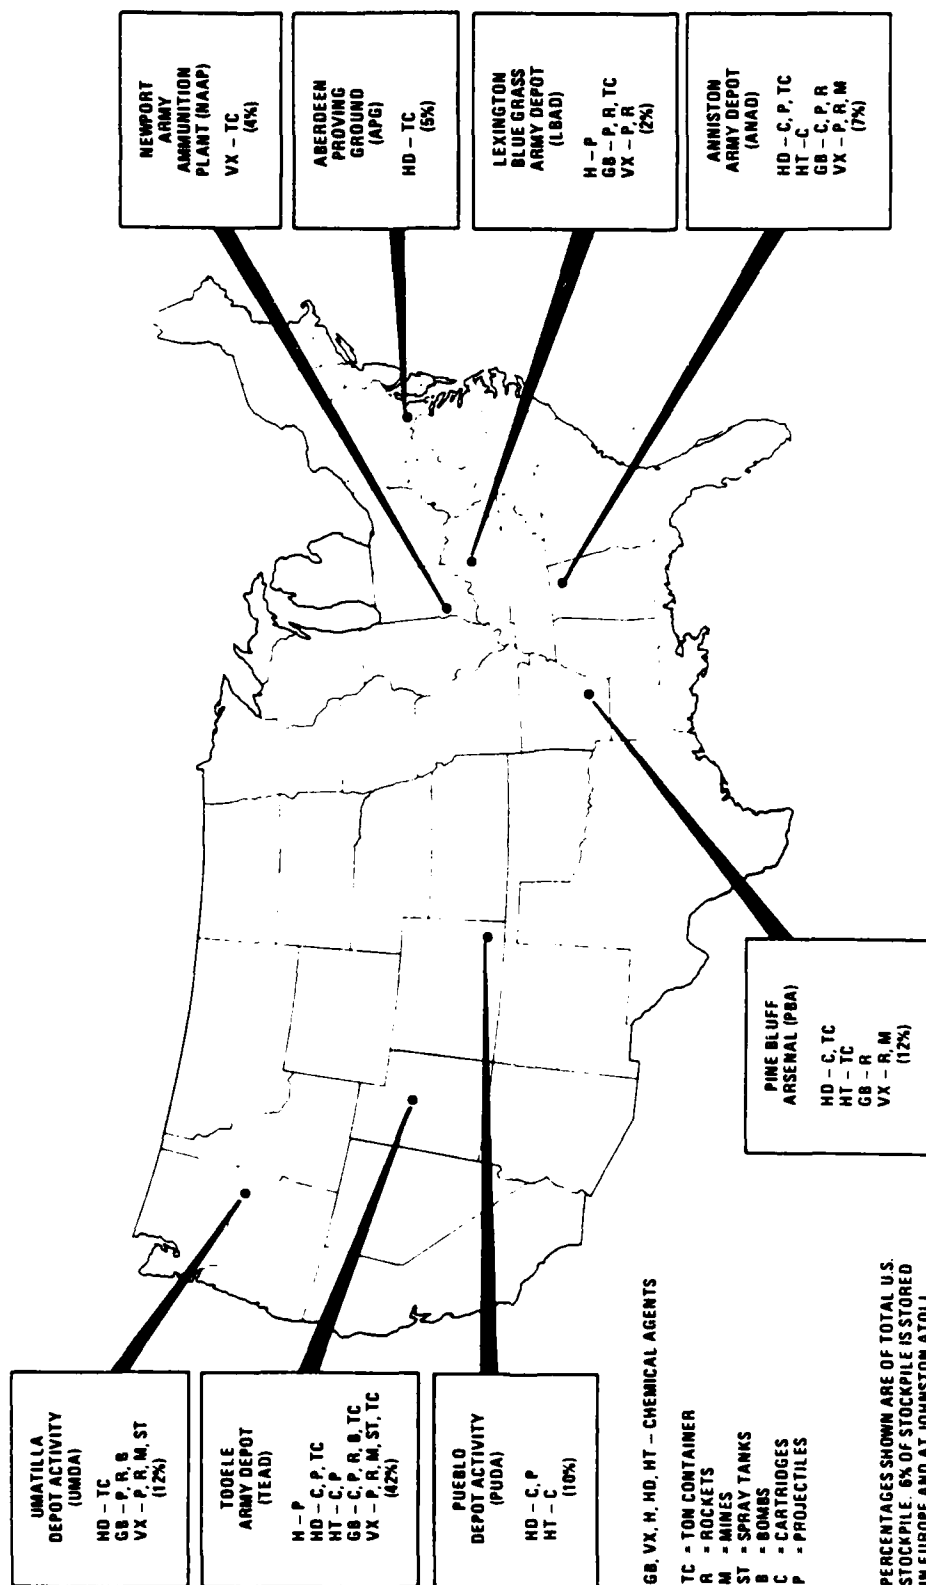 UMATILLA
DEPOT ACTIVITY
(UMDA)
HD – TC
GB – P, R, B
VX – P, R, M, ST
(12%)
TOOELE
ARMY DEPOT
(TEAD)
H – P
HD – C, P, TC
HT – C, P
GB – C, P, R, B, TC
VX – P, R, M, ST, TC
(42%)
PUEBLO
DEPOT ACTIVITY
(PUDA)
HD – C, P
HT – C
(10%)
PINE BLUFF
ARSENAL (PBA)
HD – C, TC
HT – TC
GB – R
VX – R, M
(12%)
NEWPORT
ARMY
AMMUNITION
PLANT (NAAP)
VX – TC
(4%)
ABERDEEN
PROVING
GROUND
(APG)
HD – TC
(5%)
LEXINGTON
BLUE GRASS
ARMY DEPOT
(LBAD)
H – P
GB – P, R, TC
VX – P, R
(2%)
ANNISTON
ARMY DEPOT
(ANAD)
HD – C, P, TC
HT – C
GB – C, P, R
VX – P, R, M
(7%)
GB, VX, H, HD, HT – CHEMICAL AGENTS
TC = TON CONTAINER
R = ROCKETS
M = MINES
ST = SPRAY TANKS
B = BOMBS
C = CARTRIDGES
P = PROJECTILES
PERCENTAGES SHOWN ARE OF TOTAL U.S.
STOCKPILE. 6% OF STOCKPILE IS STORED
IN EUROPE AND AT JOHNSTON ATOLL